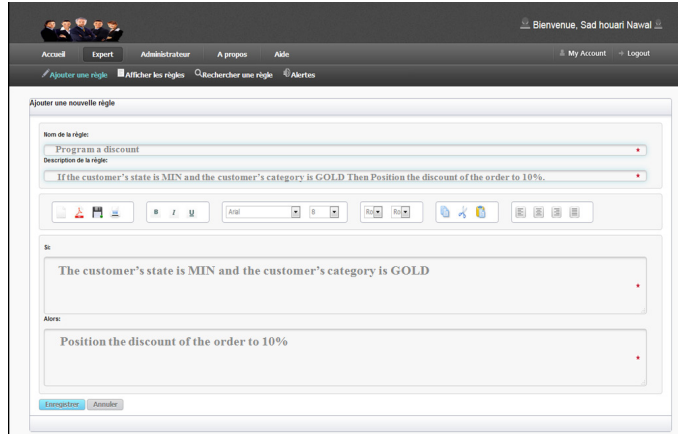 Bienvenue, Sad houari Nawal
Accueil Expert Administrateur A propos Aide My Account Logout
Ajouter une règle Afficher les règles Rechercher une règle Alertes
Ajouter une nouvelle règle
Nom de la règle:
Program a discount *
Description de la règle:
If the customer's state is MIN and the customer's category is GOLD Then Position the discount of the order to 10%. *
B I U Arial 8 Ro Ro
Si:
The customer's state is MIN and the customer's category is GOLD
*
Alors:
Position the discount of the order to 10%
*
Enregistrer Annuler